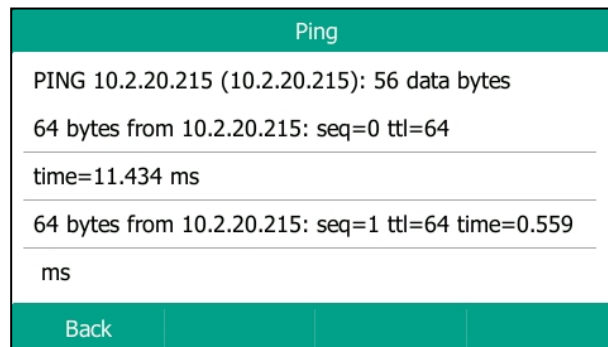 Ping
PING 10.2.20.215 (10.2.20.215): 56 data bytes
64 bytes from 10.2.20.215: seq=0 ttl=64
time=11.434 ms
64 bytes from 10.2.20.215: seq=1 ttl=64 time=0.559
ms
Back